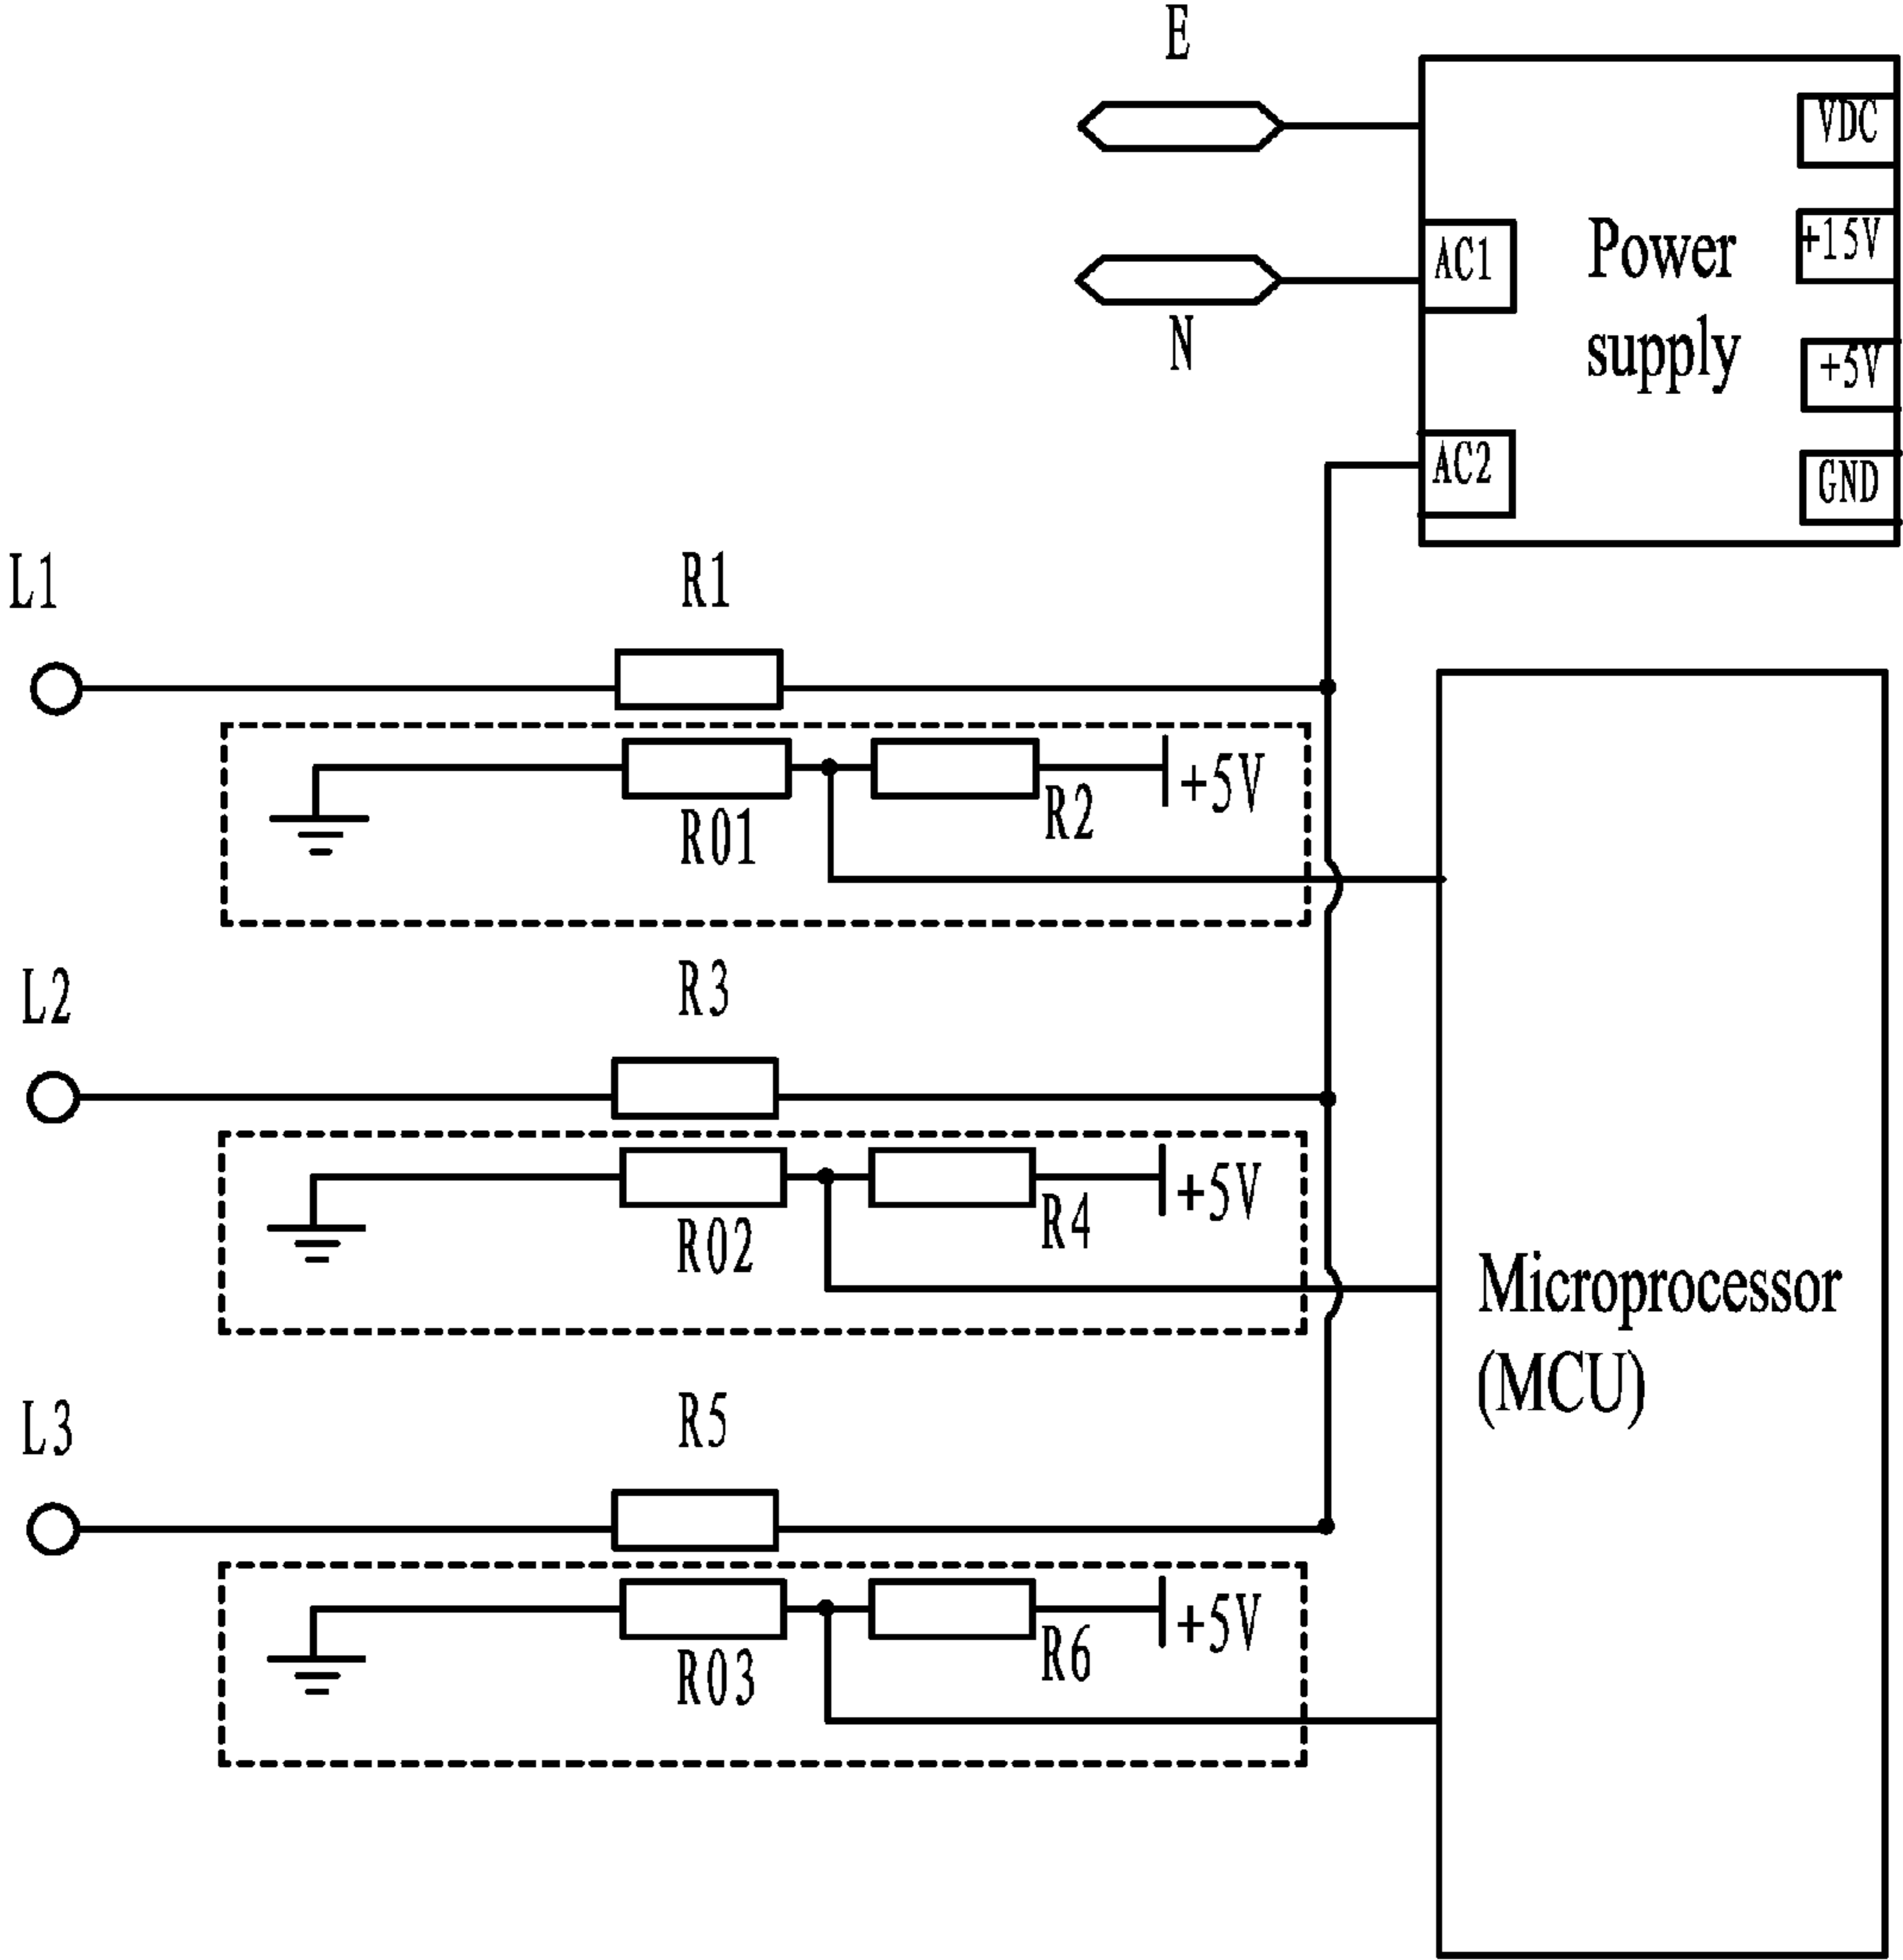 E
VDC
AC1
Power
+15V
N
supply
+5V
AC2
GND
L1
R1
R01
R2
+5V
L2
R3
R02
R4
+5V
Microprocessor
(MCU)
L3
R5
R03
R6
+5V